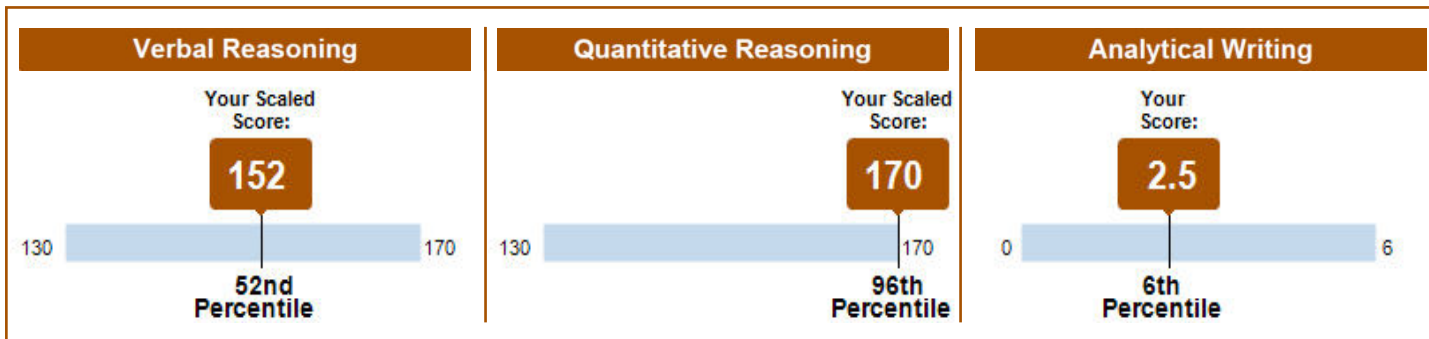 Verbal Reasoning
Your Scaled
Score:
152
130
170
52nd
Percentile
Quantitative Reasoning
Your Scaled
Score:
170
130
170
96th
Percentile
Analytical Writing
Your
Score:
2.5
0
6
6th
Percentile